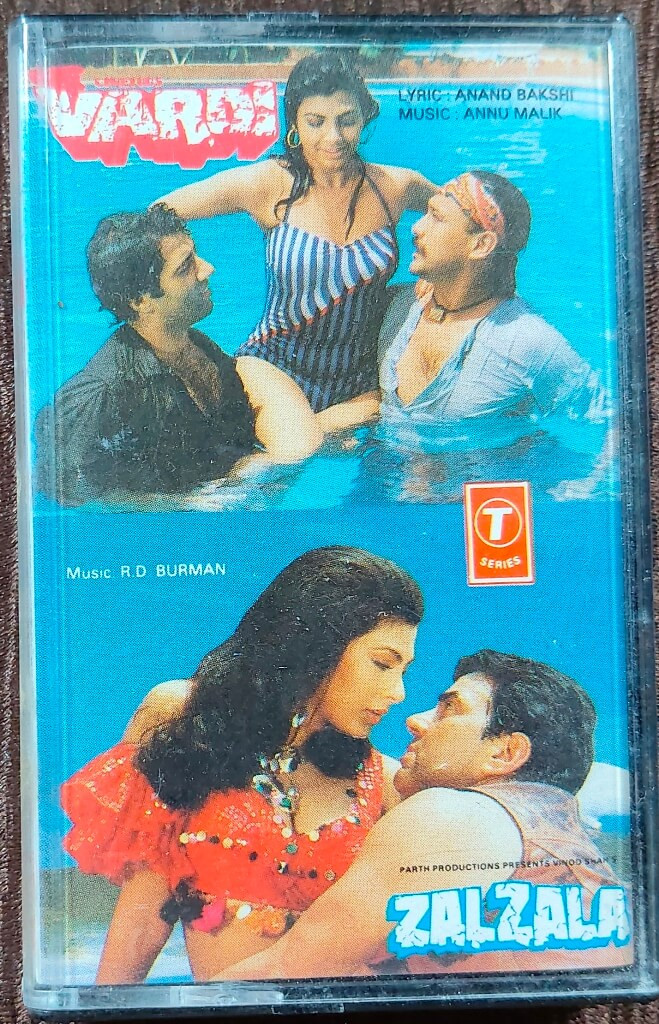 VARDI
LYRIC : ANAND BAKSHI
MUSIC : ANNU MALIK
T
SERIES
Music: R.D. BURMAN
PARTH PRODUCTIONS PRESENTS VINOD SHAH'S
ZALZALA